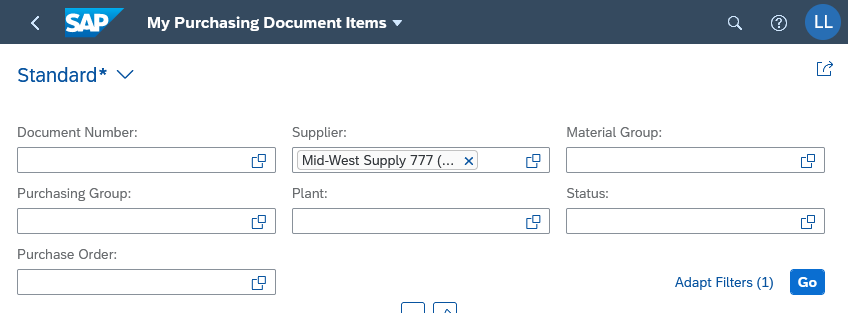 SAP My Purchasing Document Items LL
Standard*
Document Number: Supplier: Material Group:
Mid-West Supply 777 (...
Purchasing Group: Plant: Status:
Purchase Order:
Adapt Filters (1) Go